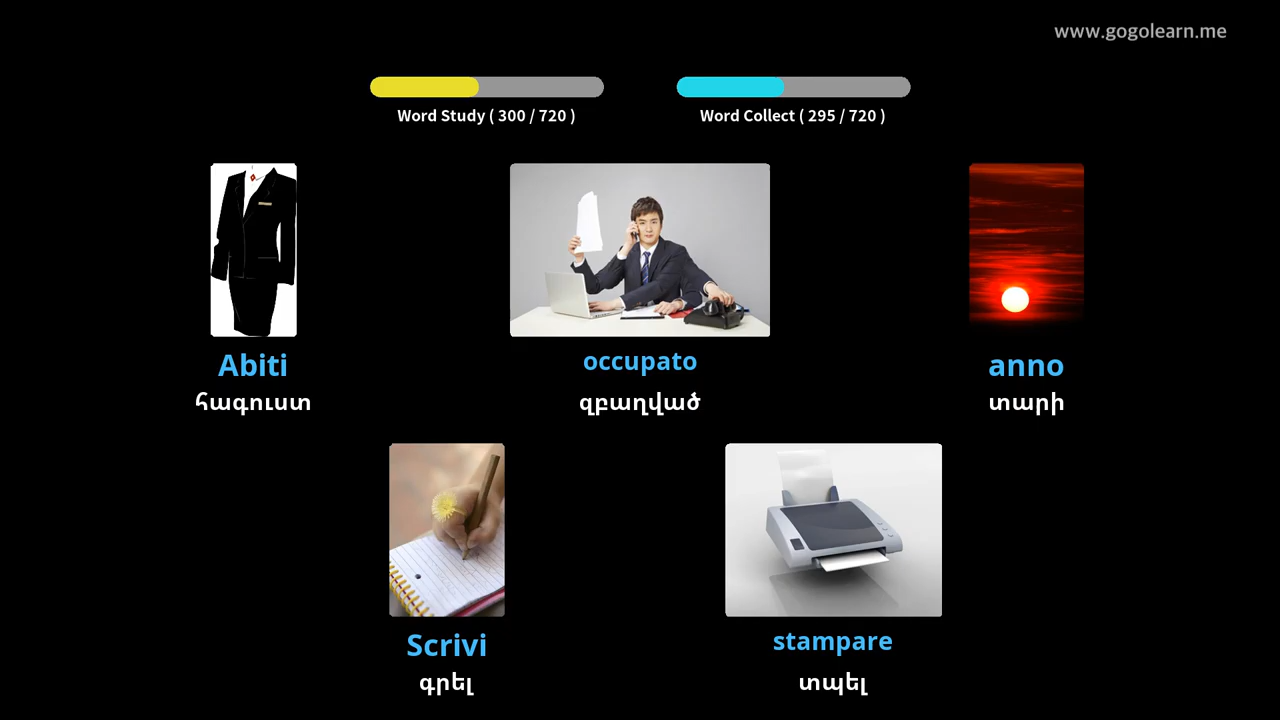 www.gogolearn.me
Word Study ( 300 / 720 )
Word Collect ( 295 / 720 )
Abiti
հագուստ
occupato
զբաղված
anno
տարի
Scrivi
գրել
stampare
տպել